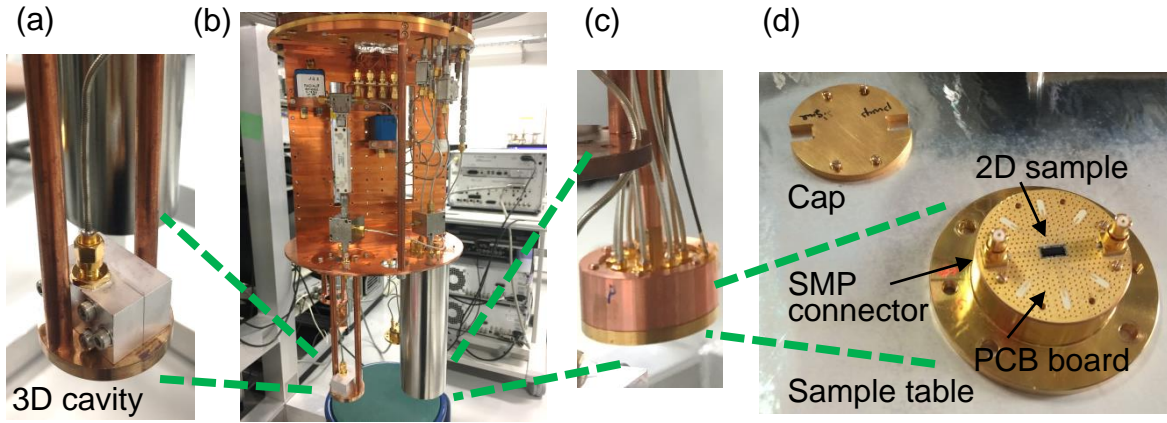 (a)
(b)
(c)
(d)
3D cavity
Cap
2D sample
SMP
connector
PCB board
Sample table